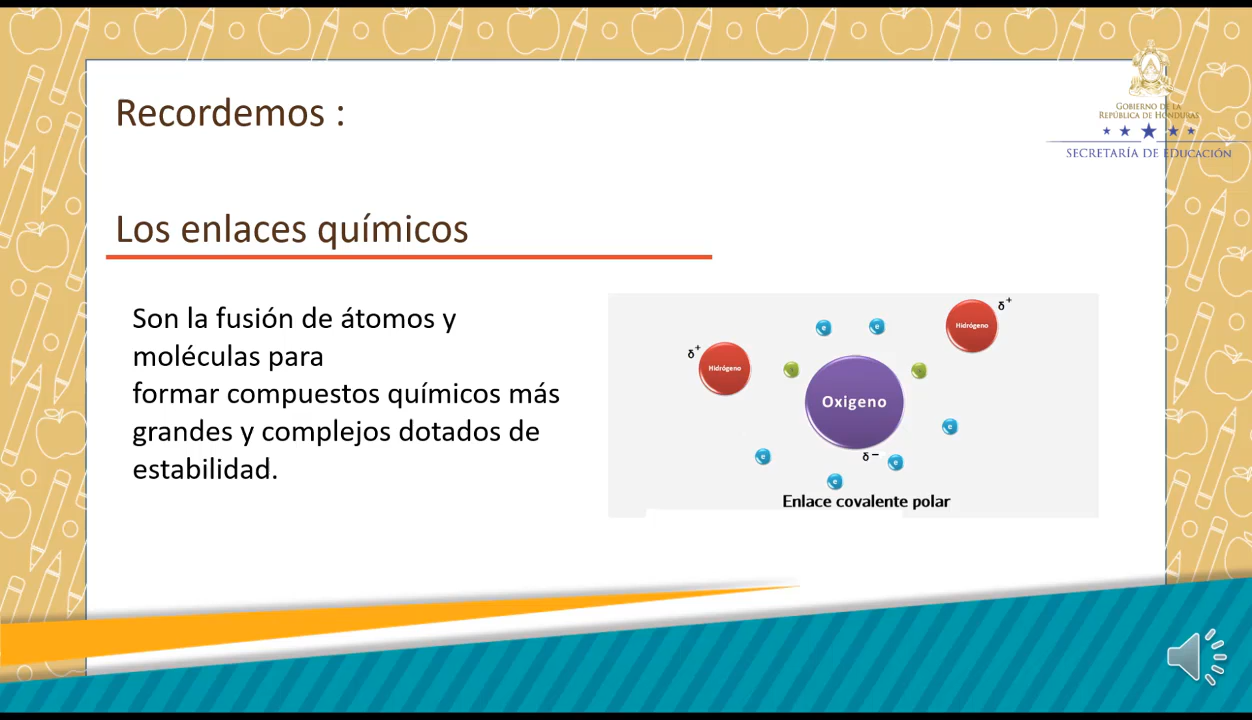 Recordemos :
GOBIERNO DE LA
REPÚBLICA DE HONDURAS
SECRETARÍA DE EDUCACIÓN
Los enlaces químicos
Son la fusión de átomos y
moléculas para
formar compuestos químicos más
grandes y complejos dotados de
estabilidad.
δ+
Hidrógeno
e
e
δ+
Hidrógeno
Oxigeno
e
e
δ−
e
e
Enlace covalente polar